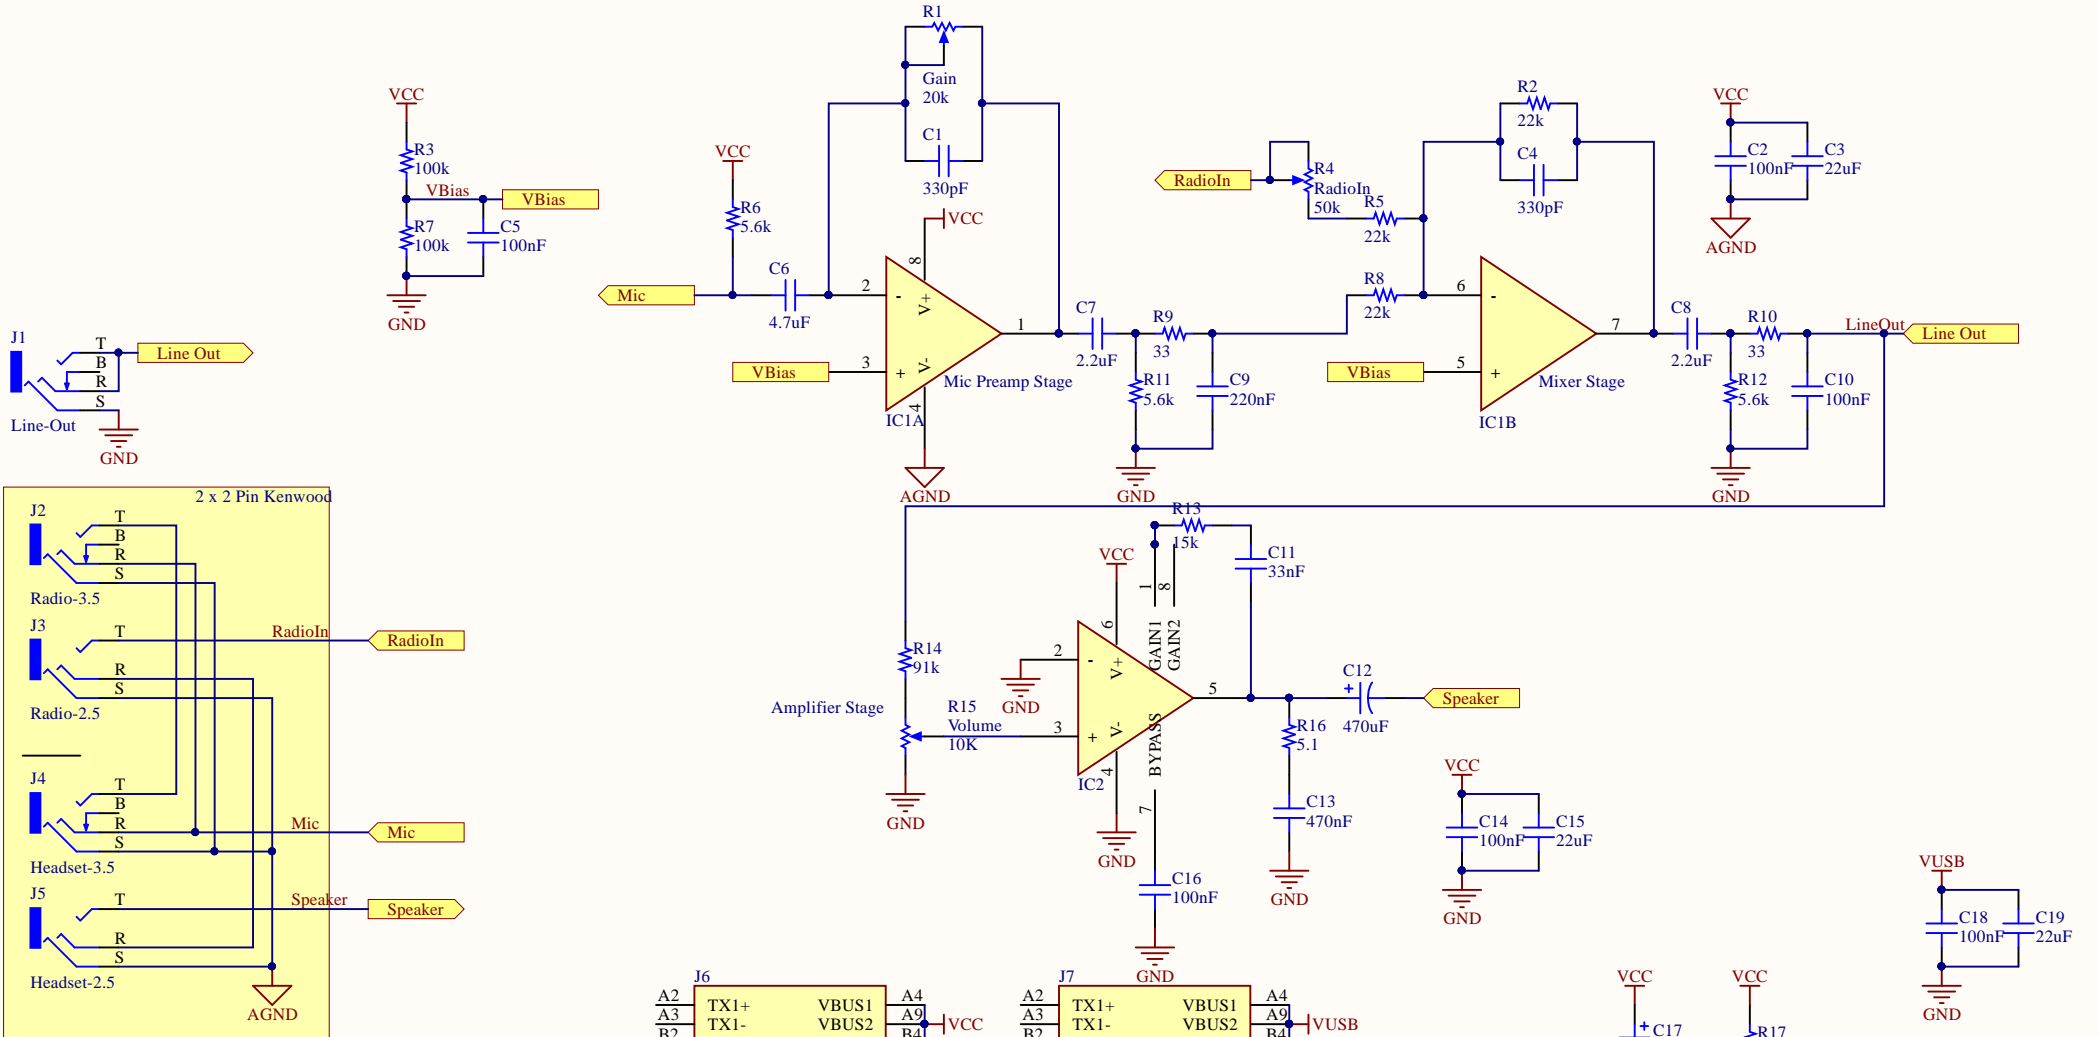 R1
Gain
20k
C1
330pF
VCC
R3
100k
VBias
VBias
R7
100k
C5
100nF
GND
VCC
R6
5.6k
C6
4.7uF
Mic
VCC
8
2
-
V+
1
VBias
3
+
V-
4
Mic Preamp Stage
IC1A
AGND
C7
2.2uF
R9
33
R11
5.6k
C9
220nF
GND
RadioIn
R4
RadioIn
50k
R5
22k
R8
22k
R2
22k
C4
330pF
6
-
7
VBias
5
+
Mixer Stage
IC1B
VCC
C2
100nF
C3
22uF
AGND
C8
2.2uF
R10
33
LineOut
Line Out
R12
5.6k
C10
100nF
GND
J1
T
B
R
S
Line Out
Line-Out
GND
2 x 2 Pin Kenwood
J2
T
B
R
S
Radio-3.5
J3
T
RadioIn
RadioIn
R
S
Radio-2.5
J4
T
B
R
Mic
Mic
S
Headset-3.5
J5
T
Speaker
Speaker
R
S
Headset-2.5
AGND
R13
15k
C11
33nF
VCC
1
8
6
GAIN1
GAIN2
R14
91k
2
-
V+
GND
Amplifier Stage
R15
Volume
10K
3
+
V-
BYPASS
5
4
IC2
7
GND
GND
C16
100nF
GND
R16
5.1
C13
470nF
GND
C12
+
470uF
Speaker
VCC
C14
100nF
C15
22uF
GND
VUSB
C18
100nF
C19
22uF
GND
J6
A2
TX1+
VBUS1
A4
A3
TX1-
VBUS2
A9
B2
B4
VCC
J7
A2
TX1+
VBUS1
A4
A3
TX1-
VBUS2
A9
B2
B4
VUSB
VCC
+
C17
VCC
R17